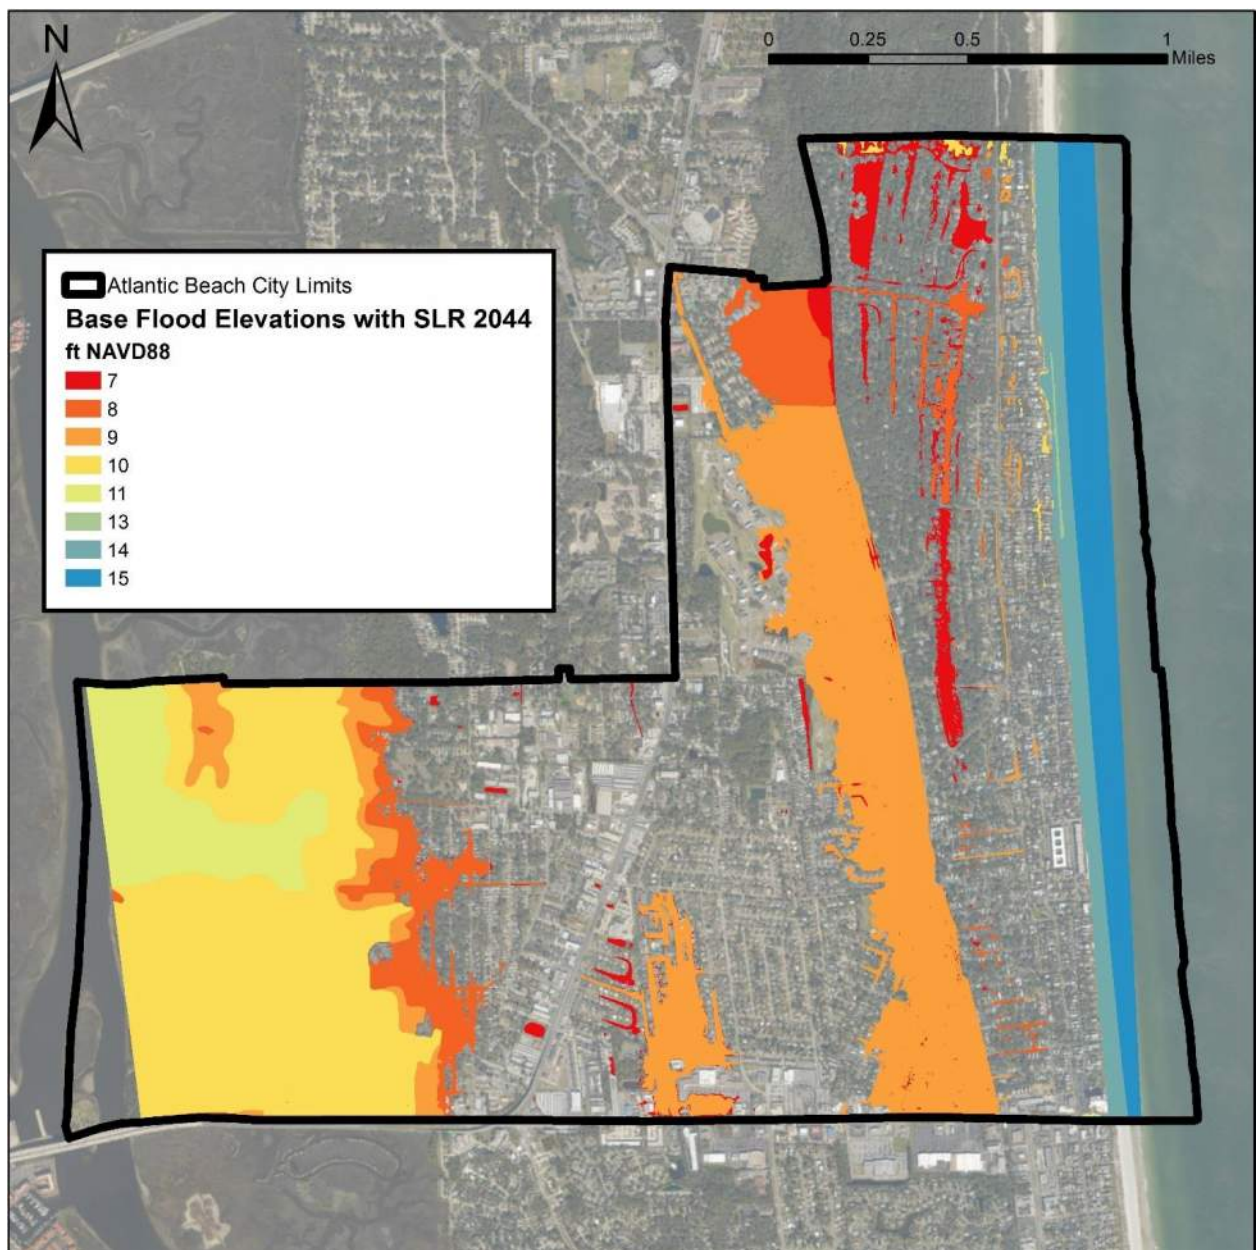 N
0 0.25 0.5 1
Miles
Atlantic Beach City Limits
Base Flood Elevations with SLR 2044
ft NAVD88
7
8
9
10
11
13
14
15